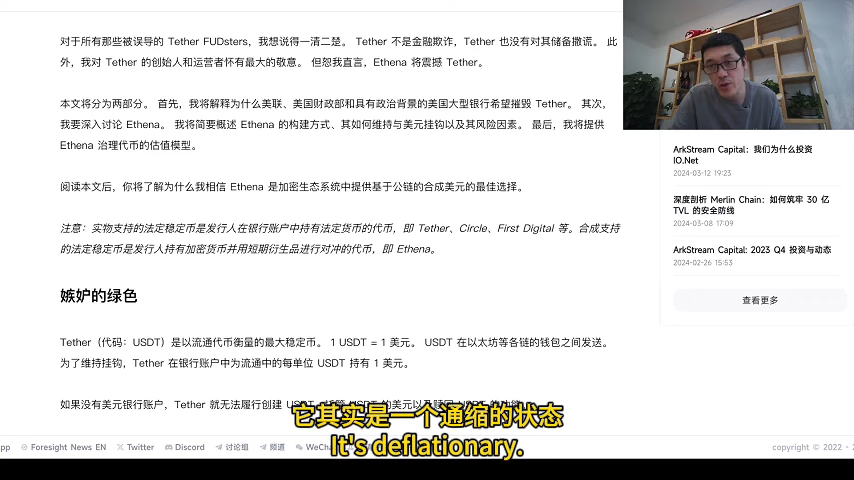 对于所有那些被误导的 Tether FUDsters，我想说得一清二楚。 Tether 不是金融欺诈，Tether 也没有对其储备撒谎。 此
外，我对 Tether 的创始人和运营者怀有最大的敬意。 但恕我直言，Ethena 将震撼 Tether。
本文将分为两部分。 首先，我将解释为什么美联、美国财政部和具有政治背景的美国大型银行希望摧毁 Tether。 其次，
我要深入讨论 Ethena。 我将简要概述 Ethena 的构建方式、其如何维持与美元挂钩以及其风险因素。 最后，我将提供
Ethena 治理代币的估值模型。
阅读本文后，你将了解为什么我相信 Ethena 是加密生态系统中提供基于公链的合成美元的最佳选择。
注意：实物支持的法定稳定币是发行人在银行账户中持有法定货币的代币，即 Tether、Circle、First Digital 等。合成支持
的法定稳定币是发行人持有加密货币并用短期衍生品进行对冲的代币，即 Ethena。
嫉妒的绿色
Tether（代码：USDT）是以流通代币衡量的最大稳定币。 1 USDT = 1 美元。 USDT 在以太坊等各链的钱包之间发送。
为了维持挂钩，Tether 在银行账户中为流通中的每单位 USDT 持有 1 美元。
如果没有美元银行账户，Tether 就无法履行创建 USDT
的美元以及赎回
ArkStream Capital：我们为什么投资
IO.Net
2024-03-12 19:23
深度剖析 Merlin Chain：如何筑牢 30 亿
TVL 的安全防线
2024-03-08 17:09
ArkStream Capital: 2023 Q4 投资与动态
2024-02-26 15:53
查看更多
它其实是一个通缩的状态
It's deflationary.
pp Foresight News EN Twitter Discord 讨论组 频道 WeCha
copyright © 2022 -